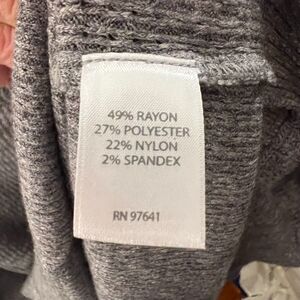 49% RAYON
27% POLYESTER
22% NYLON
2% SPANDEX
RN 97641